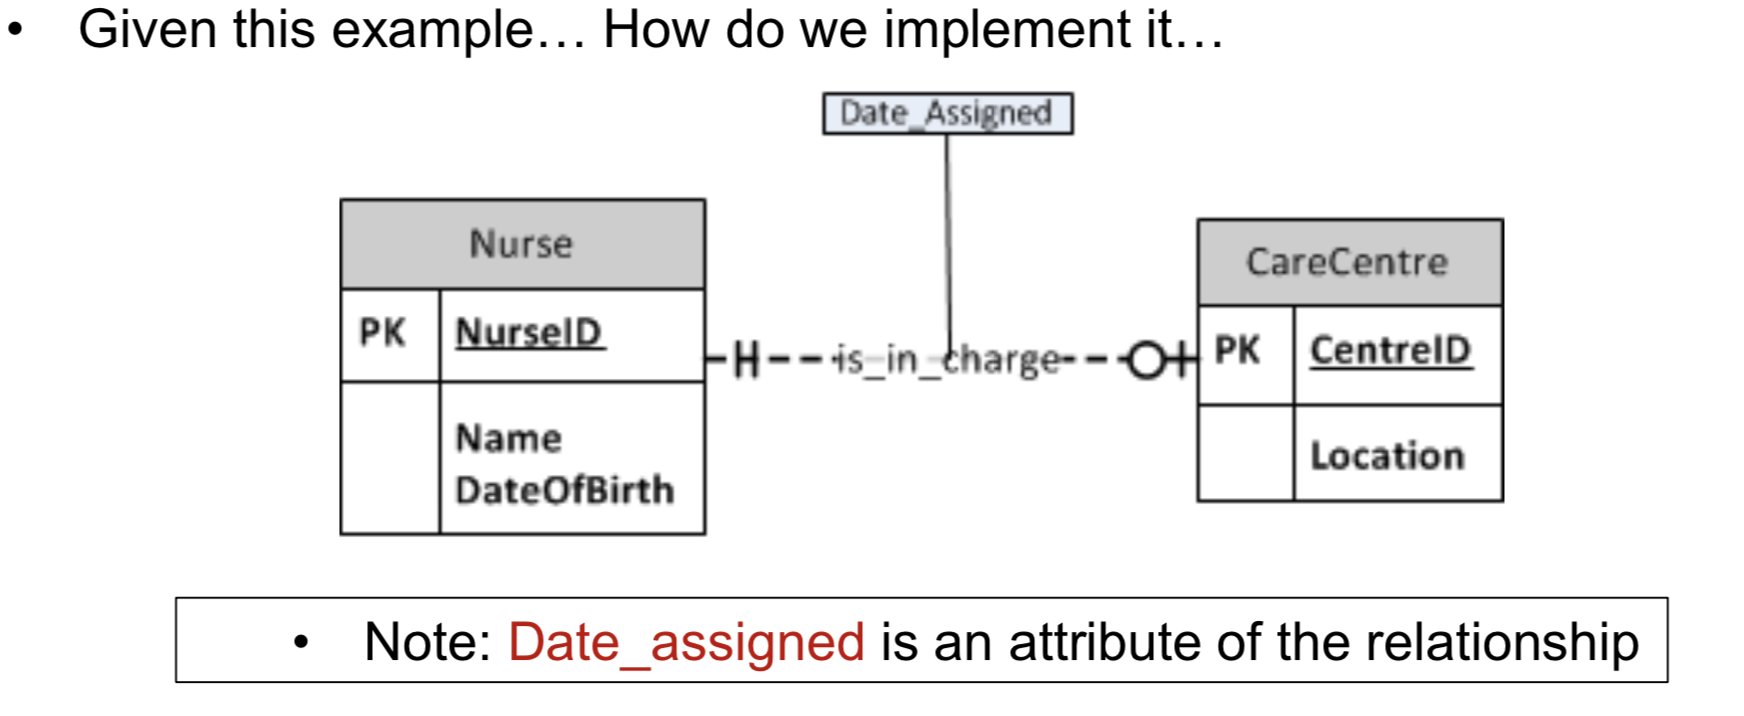 • Given this example… How do we implement it…
Date_Assigned
Nurse
CareCentre
PK NurseID
is_in_charge
PK CentreID
Name
DateOfBirth
Location
• Note: Date_assigned is an attribute of the relationship